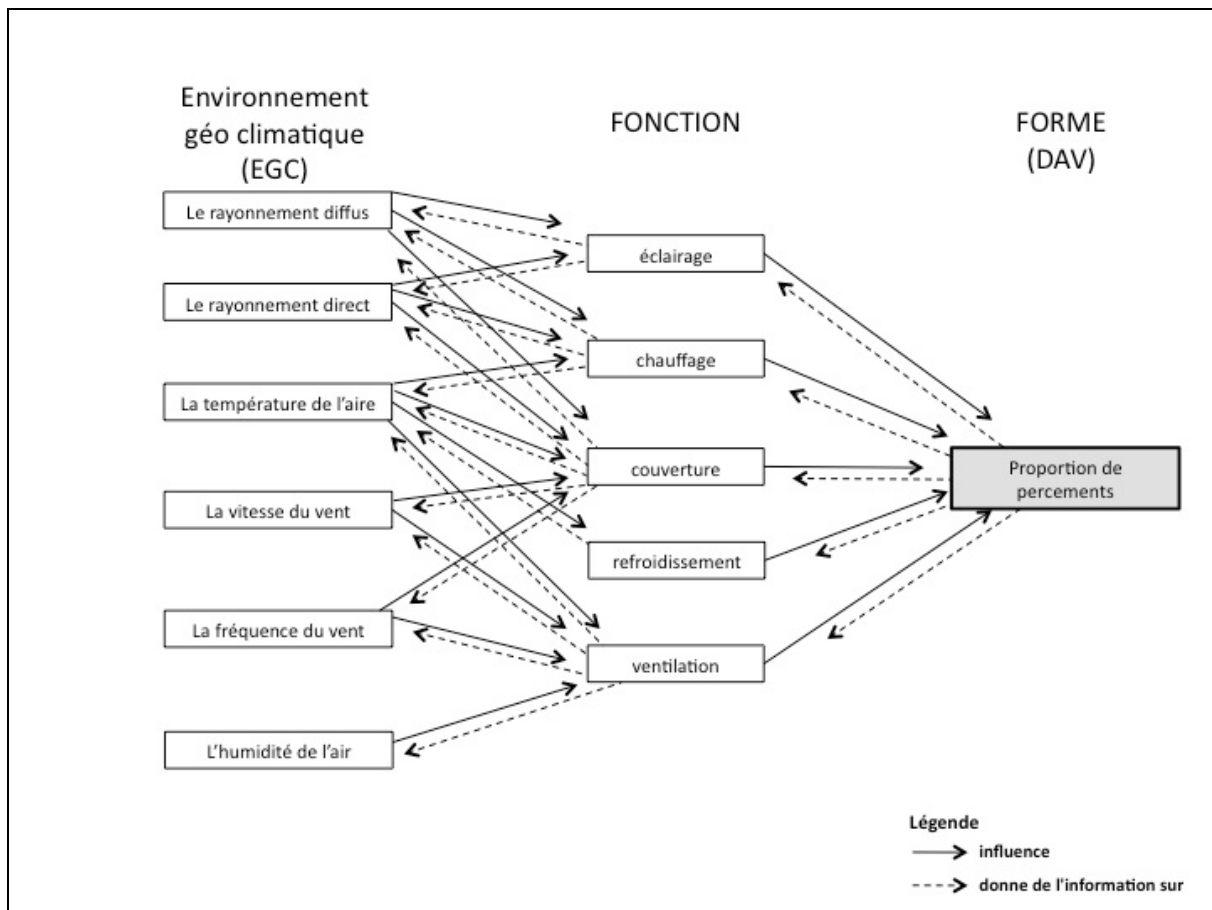 Environnement
géo climatique
(EGC)
FONCTION
FORME
(DAV)
Le rayonnement diffus
Le rayonnement direct
La température de l'aire
La vitesse du vent
La fréquence du vent
L'humidité de l'air
éclairage
chauffage
couverture
refroidissement
ventilation
Proportion de
percements
Légende
influence
donne de l'information sur